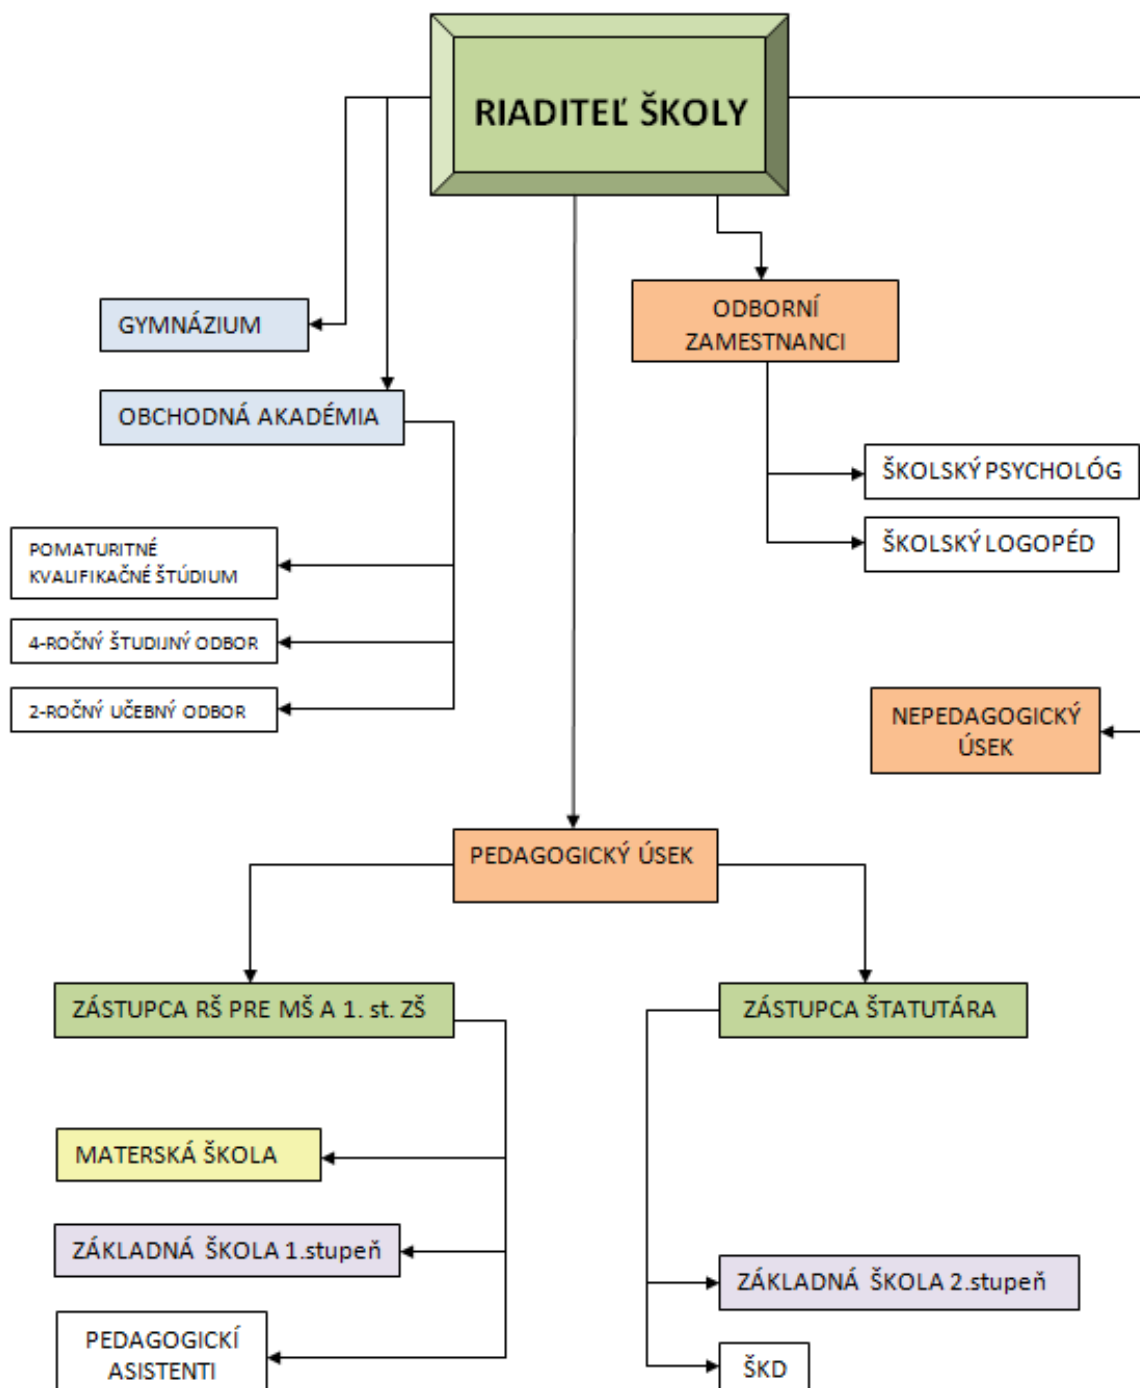 RIADITEĽ ŠKOLY
GYMNÁZIUM
ODBORNÍ
ZAMESTNANCI
OBCHODNÁ AKADÉMIA
ŠKOLSKÝ PSYCHOLÓG
ŠKOLSKÝ LOGOPÉD
POMATURITNÉ
KVALIFIKAČNÉ ŠTÚDIUM
4-ROČNÝ ŠTUDIJNÝ ODBOR
2-ROČNÝ UČEBNÝ ODBOR
NEPEDAGOGICKÝ
ÚSEK
PEDAGOGICKÝ ÚSEK
ZÁSTUPCA RŠ PRE MŠ A 1. st. ZŠ
ZÁSTUPCA ŠTATUTÁRA
MATERSKÁ ŠKOLA
ZÁKLADNÁ ŠKOLA 1.stupeň
ZÁKLADNÁ ŠKOLA 2.stupeň
PEDAGOGICKÍ
ASISTENTI
ŠKD